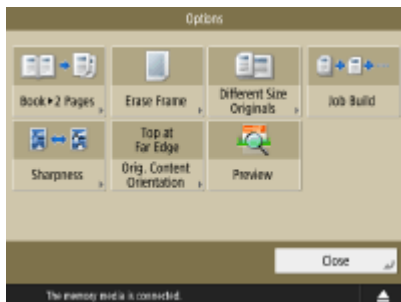 Options
Book▸2 Pages
Erase Frame
Different Size
Originals
Job Build
Sharpness
Top at
Far Edge
Orig. Content
Orientation
Preview
Close
The memory media is connected.